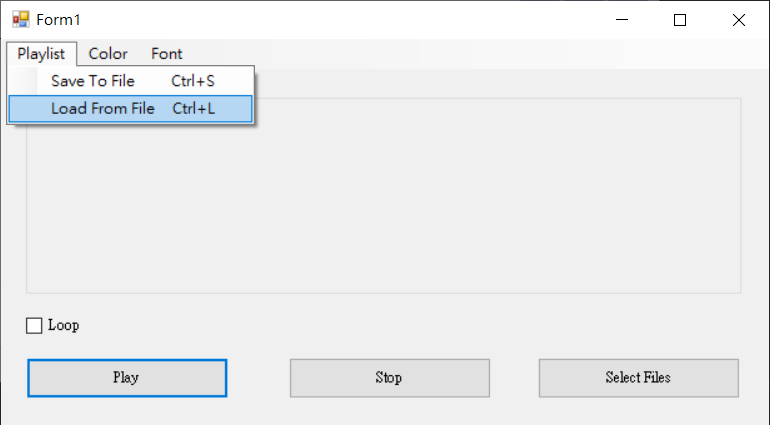 Form1
Playlist Color Font
Save To File Ctrl+S
Load From File Ctrl+L
Loop
Play Stop Select Files